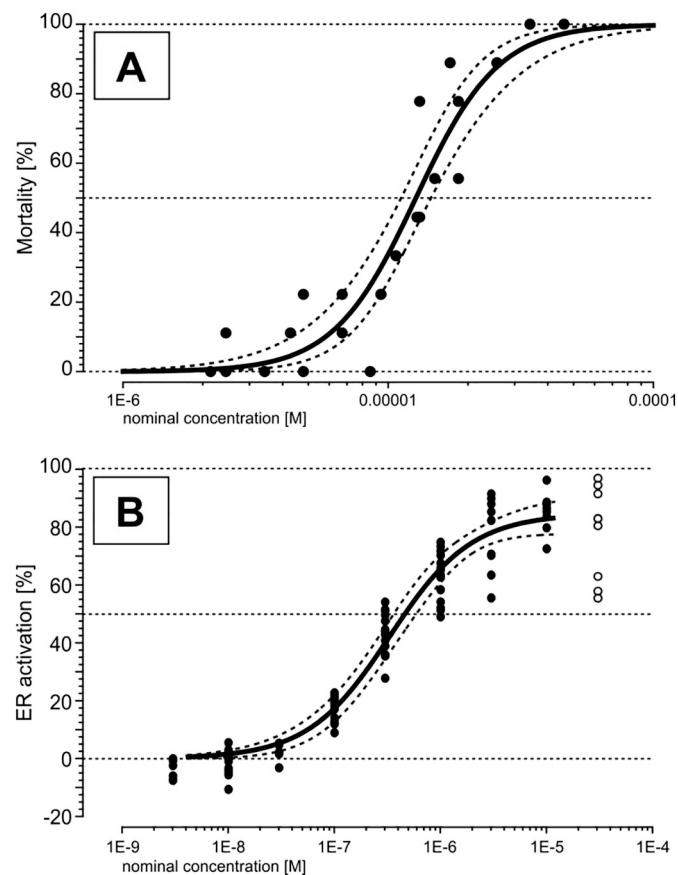 A
Mortality [%]
100
80
60
40
20
0
1E-6
0.00001
0.0001
nominal concentration [M]
B
ER activation [%]
100
80
60
40
20
0
-20
1E-9
1E-8
1E-7
1E-6
1E-5
1E-4
nominal concentration [M]